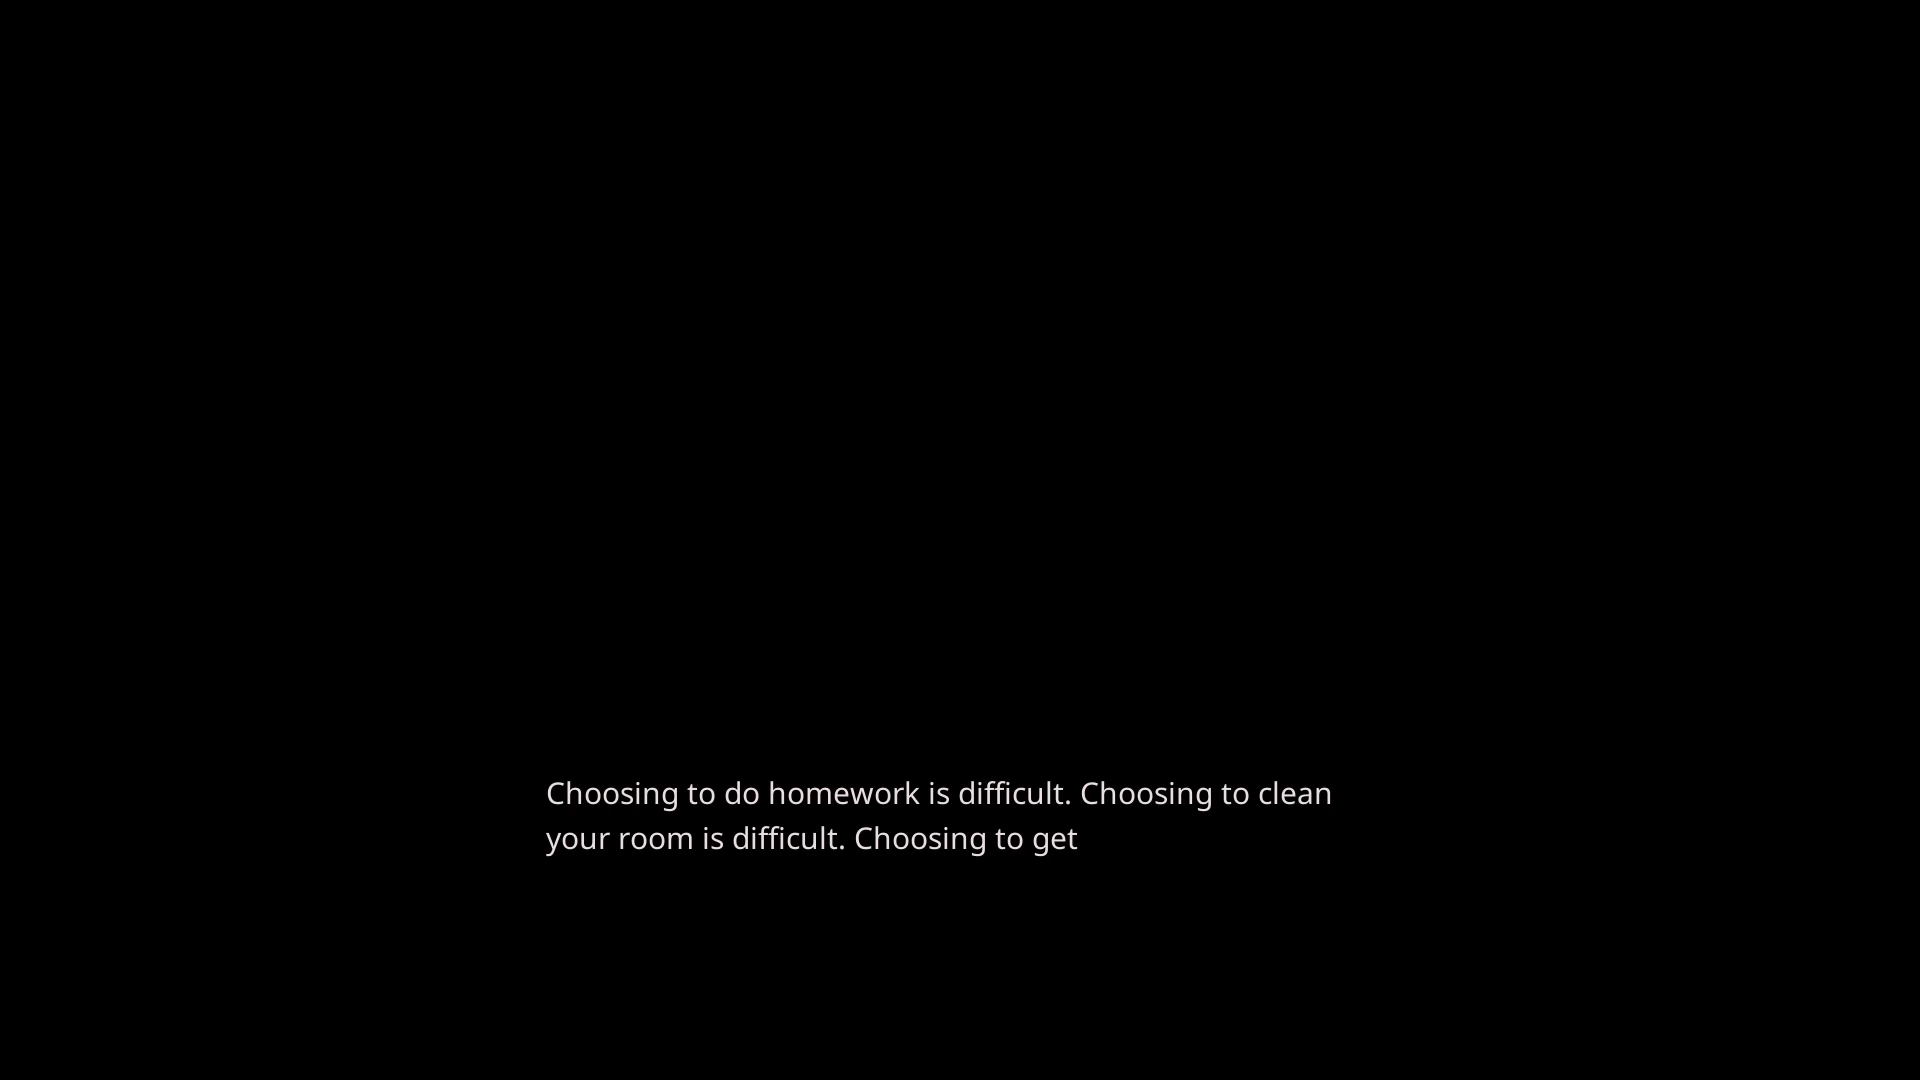 Choosing to do homework is difficult. Choosing to clean
your room is difficult. Choosing to get